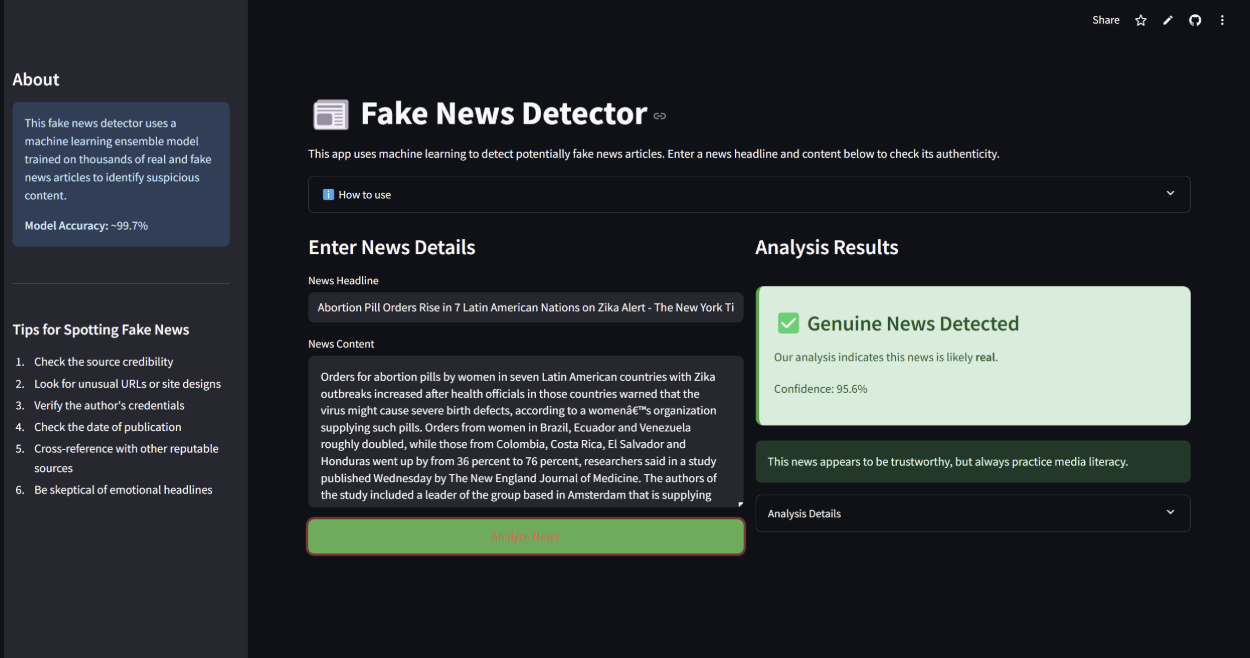 Share
About
This fake news detector uses a
machine learning ensemble model
trained on thousands of real and fake
news articles to identify suspicious
content.
Model Accuracy: ~99.7%
Tips for Spotting Fake News
1. Check the source credibility
2. Look for unusual URLs or site designs
3. Verify the author's credentials
4. Check the date of publication
5. Cross-reference with other reputable
sources
6. Be skeptical of emotional headlines
Fake News Detector
This app uses machine learning to detect potentially fake news articles. Enter a news headline and content below to check its authenticity.
How to use
Enter News Details
News Headline
Abortion Pill Orders Rise in 7 Latin American Nations on Zika Alert - The New York Ti
News Content
Orders for abortion pills by women in seven Latin American countries with Zika
outbreaks increased after health officials in those countries warned that the
virus might cause severe birth defects, according to a womenâ€™s organization
supplying such pills. Orders from women in Brazil, Ecuador and Venezuela
roughly doubled, while those from Colombia, Costa Rica, El Salvador and
Honduras went up by from 36 percent to 76 percent, researchers said in a study
published Wednesday by The New England Journal of Medicine. The authors of
the study included a leader of the group based in Amsterdam that is supplying
Analyze News
Analysis Results
Genuine News Detected
Our analysis indicates this news is likely real.
Confidence: 95.6%
This news appears to be trustworthy, but always practice media literacy.
Analysis Details